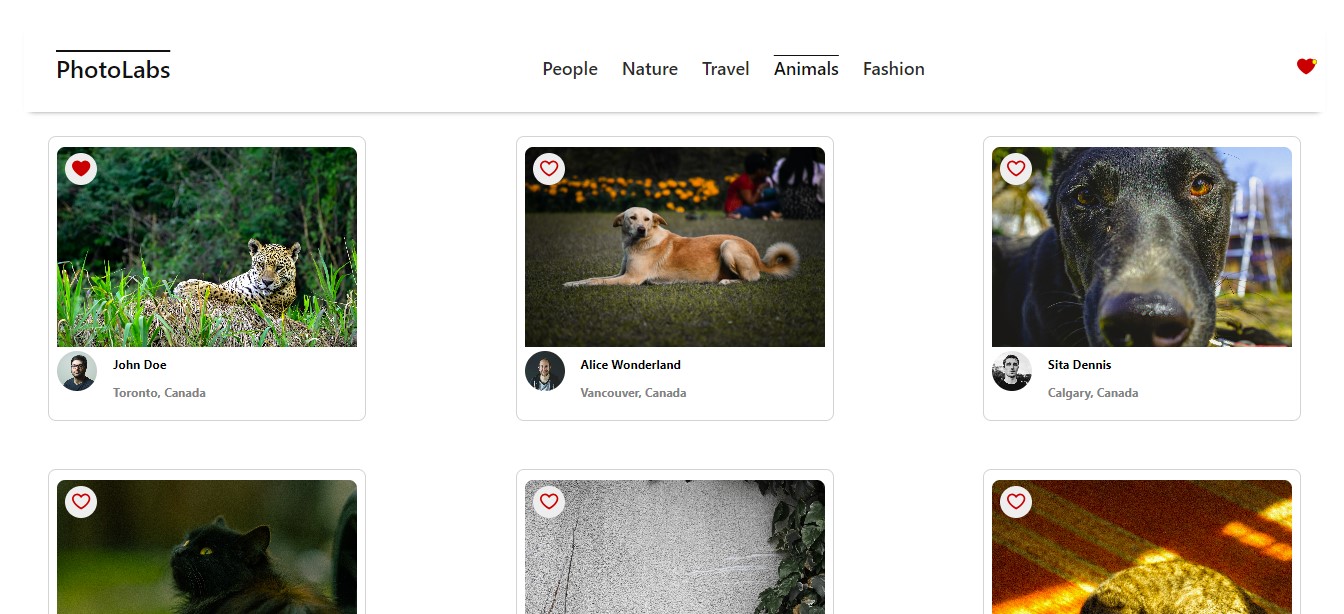 PhotoLabs
People Nature Travel Animals Fashion
John Doe
Toronto, Canada
Alice Wonderland
Vancouver, Canada
Sita Dennis
Calgary, Canada